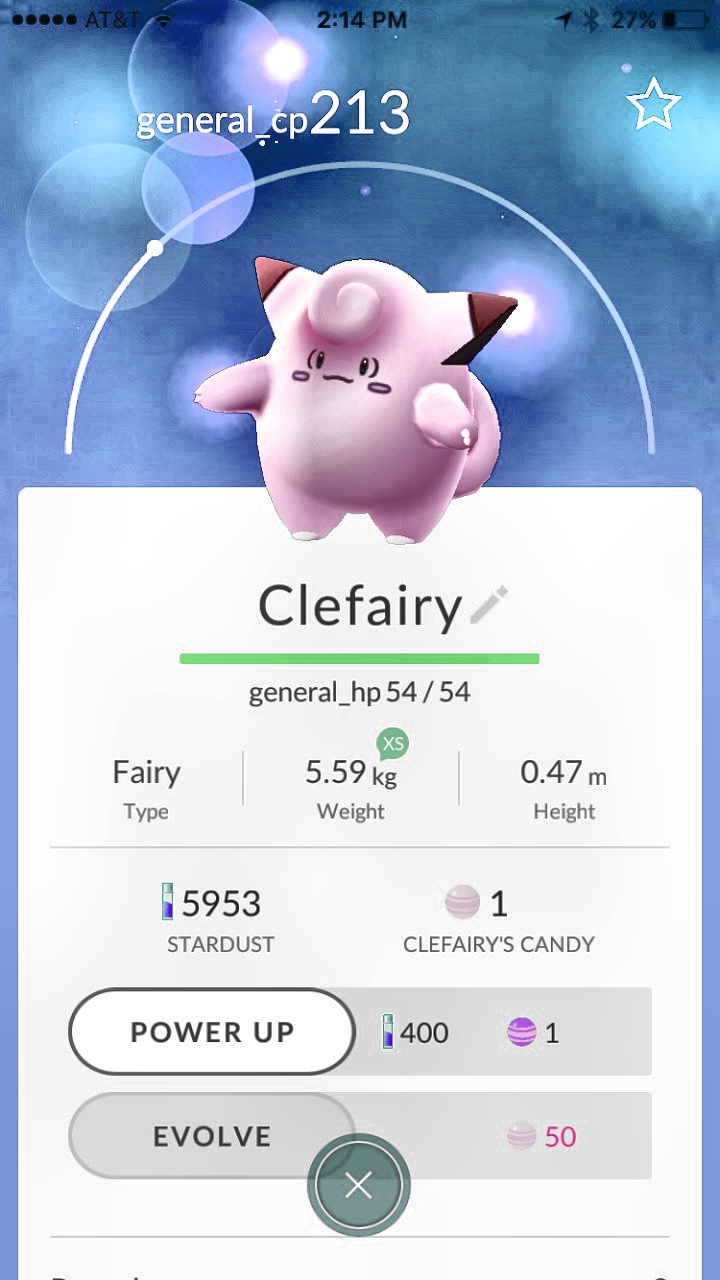 AT&T 2:14 PM 27%
general_cp213
Clefairy
general_hp 54 / 54
XS
Fairy 5.59 kg 0.47 m
Type Weight Height
5953 1
STARDUST CLEFAIRY'S CANDY
POWER UP 400 1
EVOLVE 50